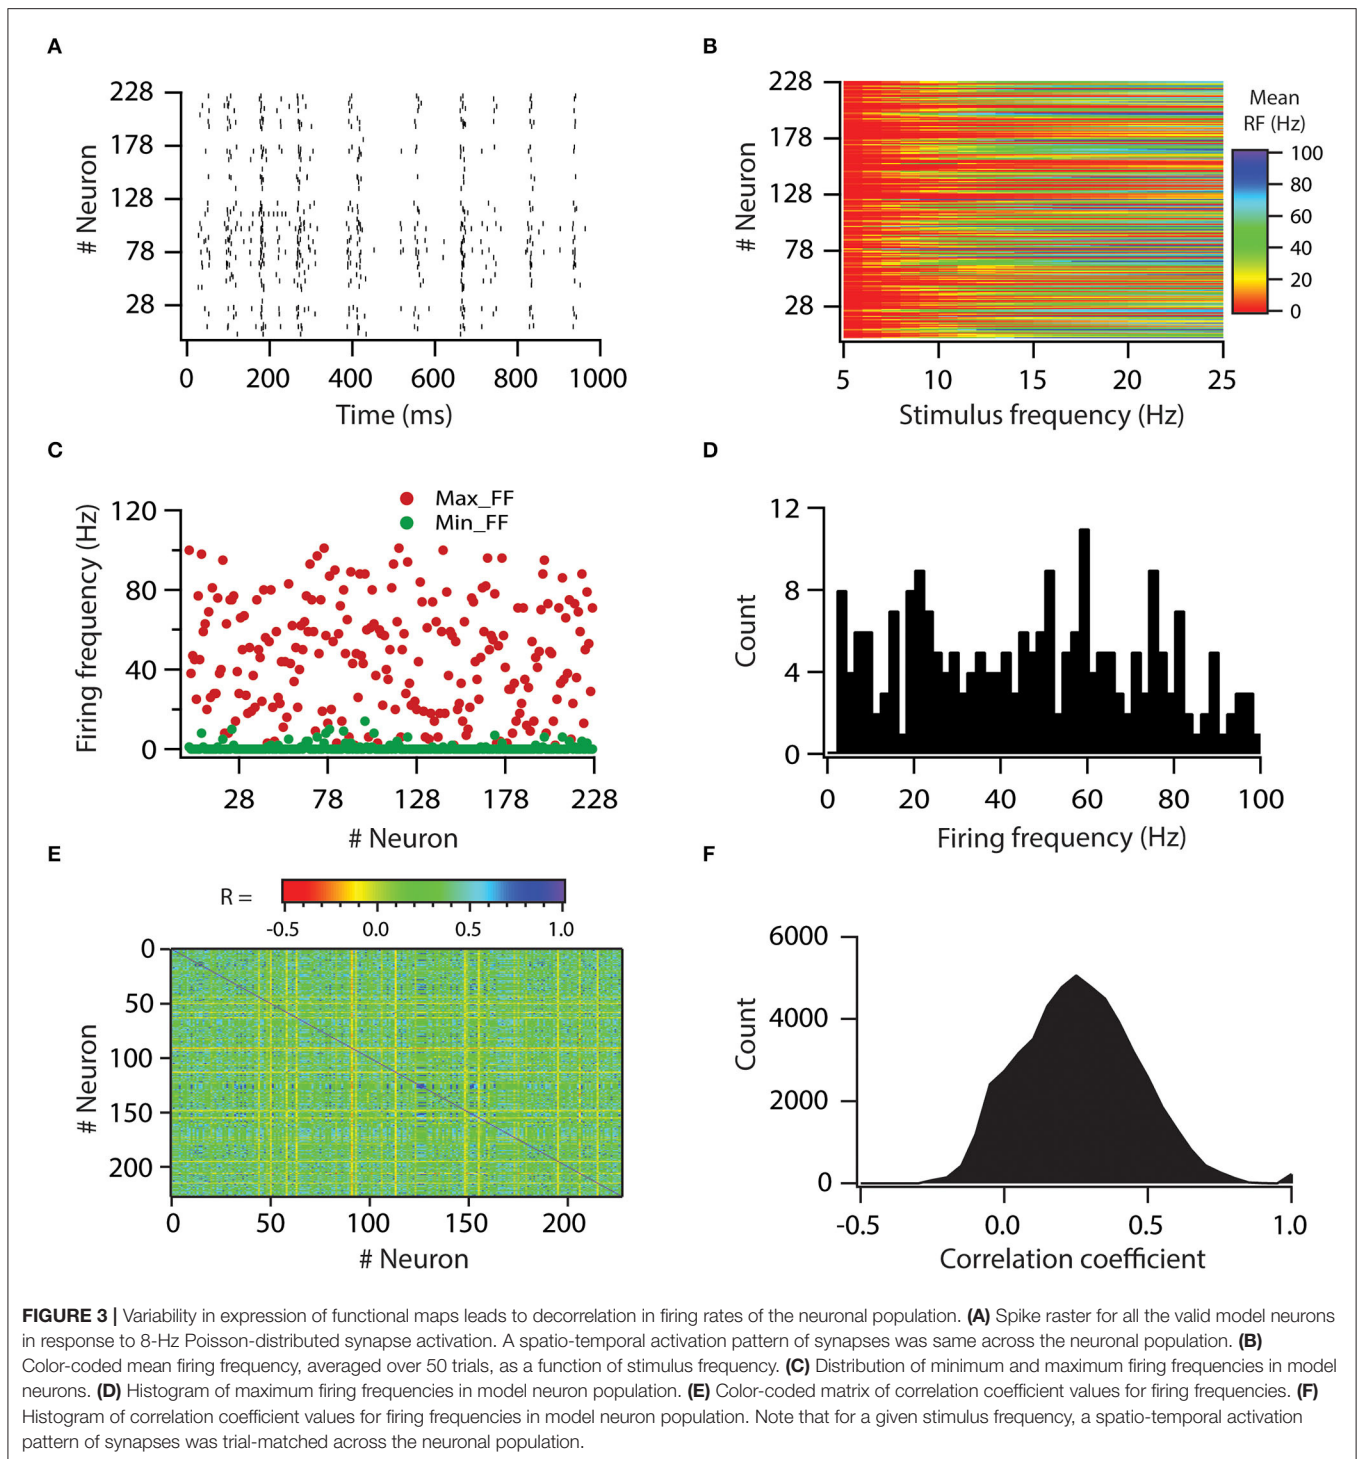 A
# Neuron
228
178
128
78
28
0 200 400 600 800 1000
Time (ms)
B
# Neuron
228
178
128
78
28
5 10 15 20 25
Stimulus frequency (Hz)
Mean
RF (Hz)
100
80
60
40
20
0
C
Firing frequency (Hz)
120
80
40
0
Max_FF
Min_FF
28 78 128 178 228
# Neuron
D
Count
12
8
4
0
0 20 40 60 80 100
Firing frequency (Hz)
E
R =
-0.5 0.0 0.5 1.0
# Neuron
0
50
100
150
200
0 50 100 150 200
# Neuron
F
Count
6000
4000
2000
0
-0.5 0.0 0.5 1.0
Correlation coefficient
FIGURE 3 | Variability in expression of functional maps leads to decorrelation in firing rates of the neuronal population. (A) Spike raster for all the valid model neurons
in response to 8-Hz Poisson-distributed synapse activation. A spatio-temporal activation pattern of synapses was same across the neuronal population. (B)
Color-coded mean firing frequency, averaged over 50 trials, as a function of stimulus frequency. (C) Distribution of minimum and maximum firing frequencies in model
neurons. (D) Histogram of maximum firing frequencies in model neuron population. (E) Color-coded matrix of correlation coefficient values for firing frequencies. (F)
Histogram of correlation coefficient values for firing frequencies in model neuron population. Note that for a given stimulus frequency, a spatio-temporal activation
pattern of synapses was trial-matched across the neuronal population.